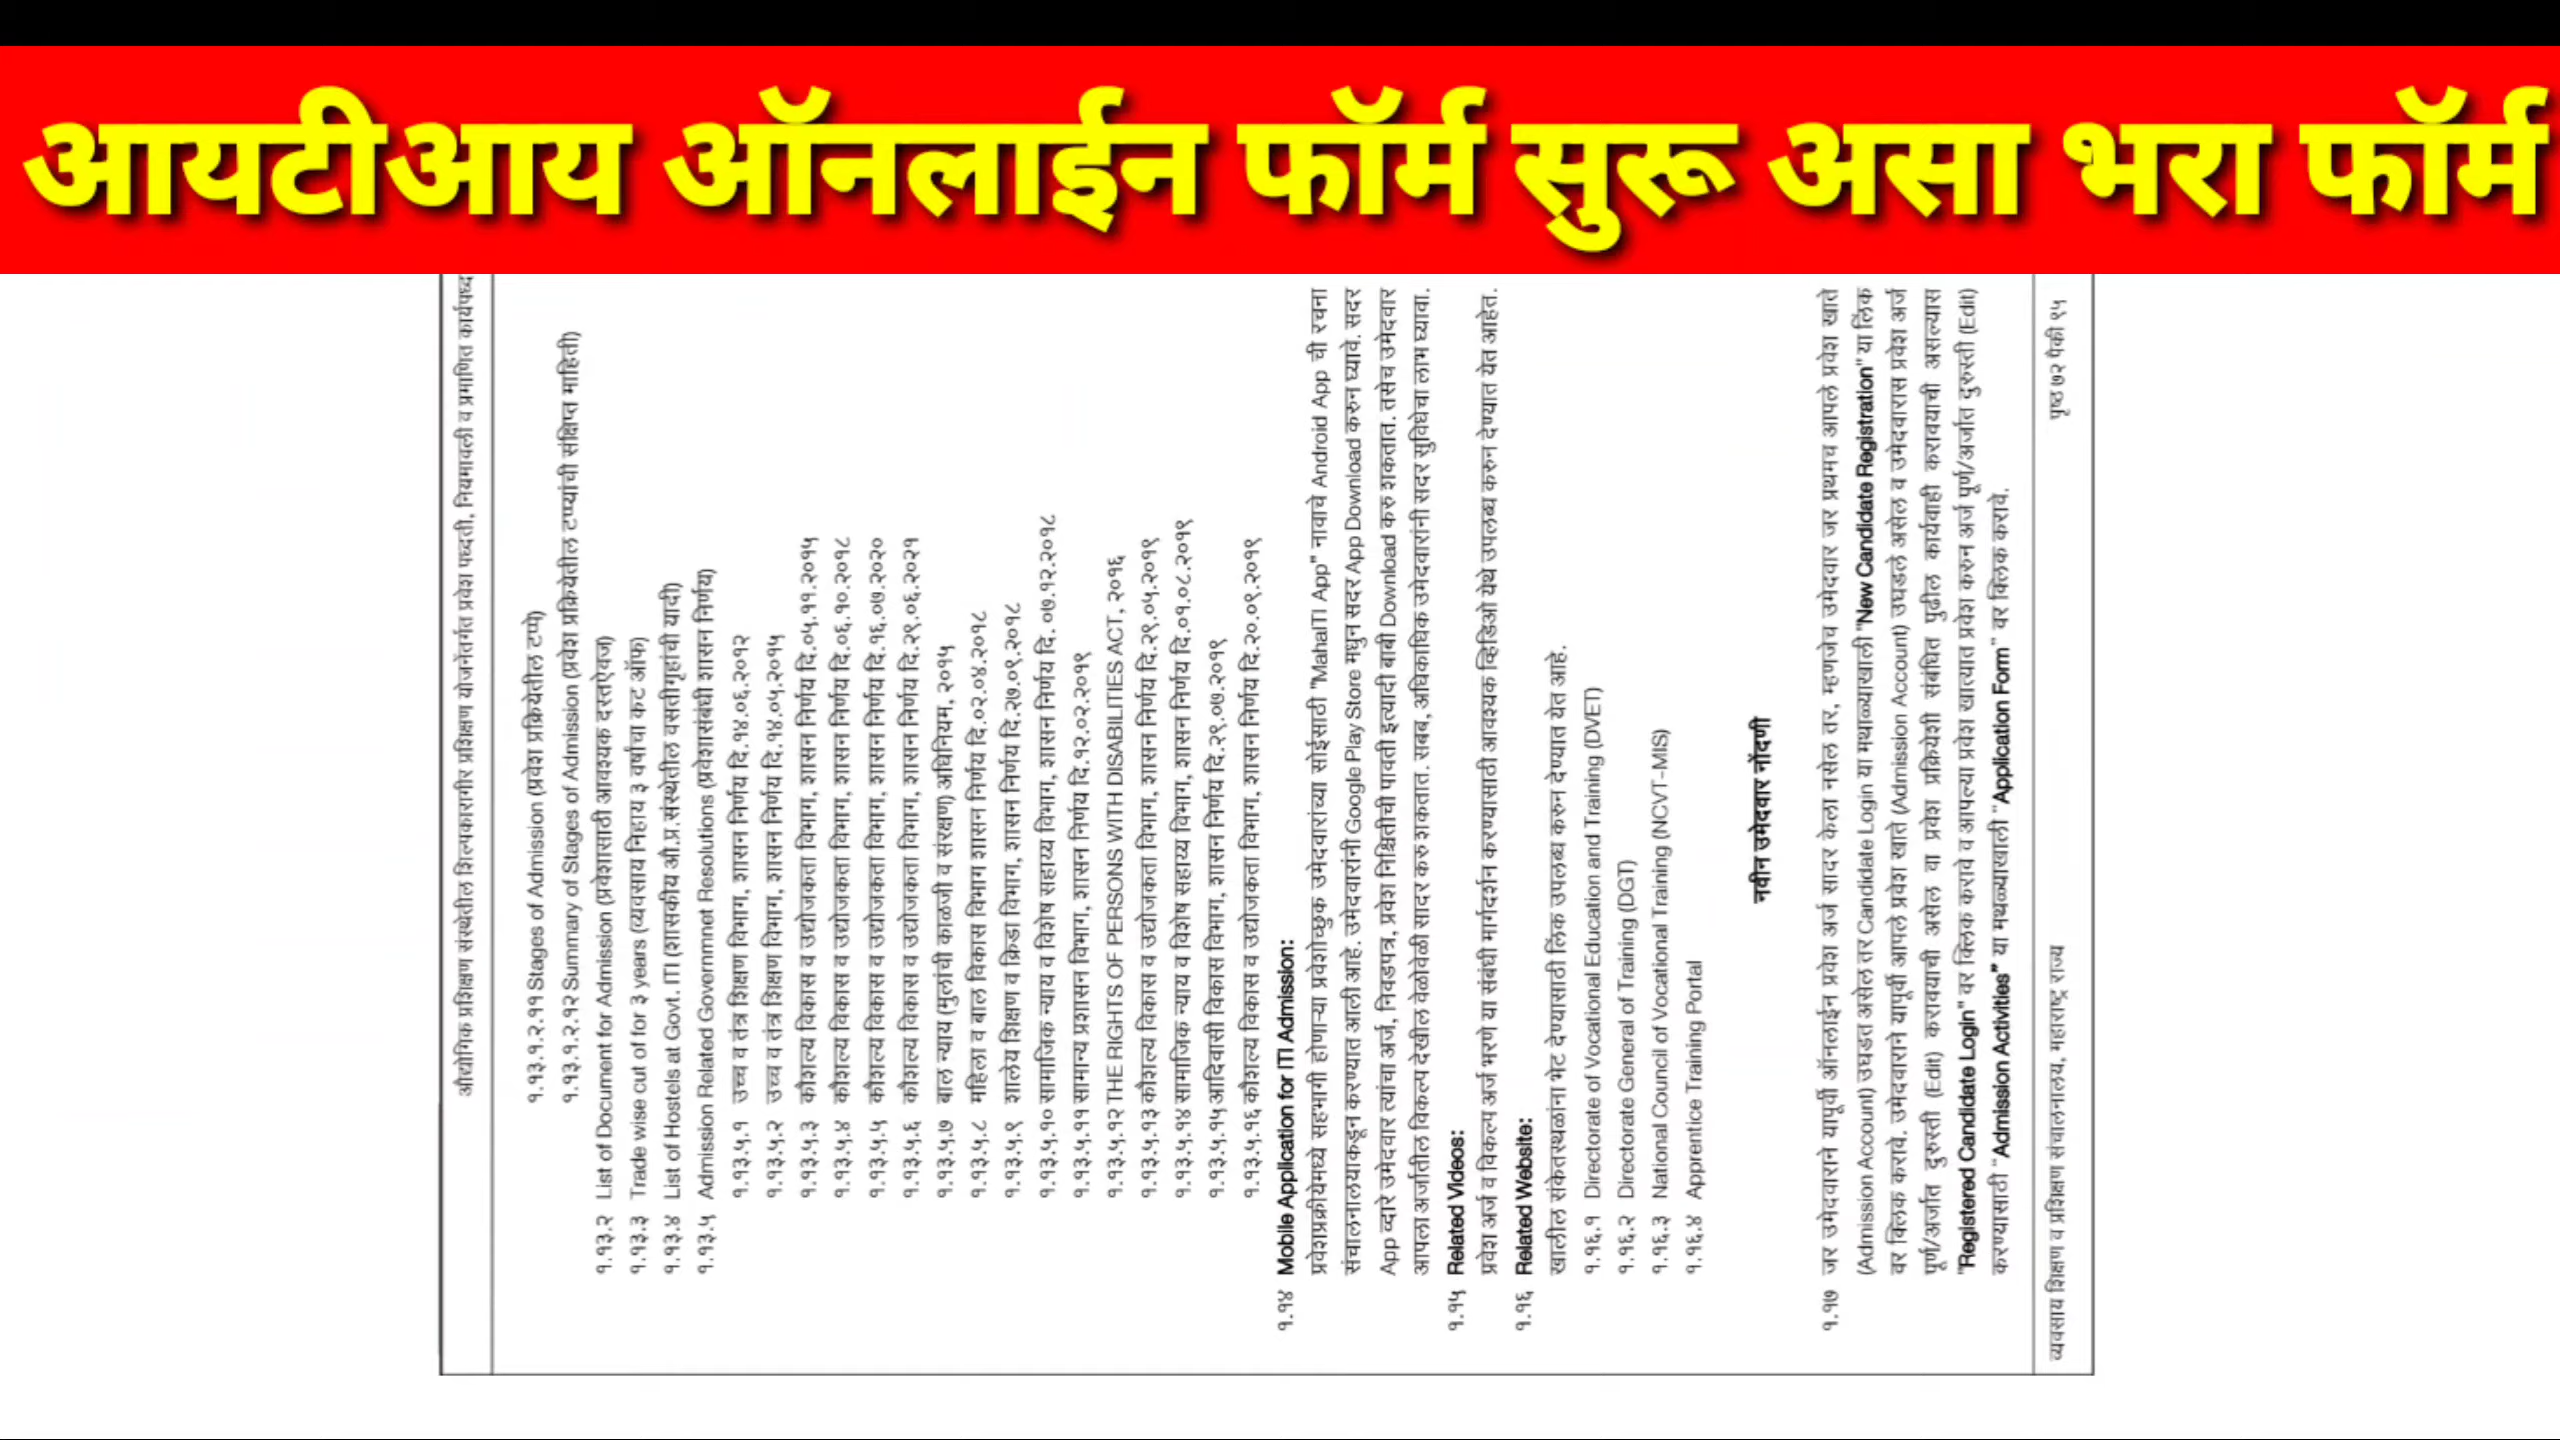 आयटीआय ऑनलाईन फॉर्म सुरू असा भरा फॉर्म
औद्योगिक प्रशिक्षण संस्थेतील शिल्पकारागीर प्रशिक्षण योजनेंतर्गत प्रवेश पध्दती, नियमावली व प्रमाणित कार्यपध्द
१.१३.१.२.११ Stages of Admission (प्रवेश प्रक्रियेतील टप्पे)
१.१३.१.२.१२ Summary of Stages of Admission (प्रवेश प्रक्रियेतील टप्प्यांची संक्षिप्त माहिती)
१.१३.२ List of Document for Admission (प्रवेशासाठी आवश्यक दस्तऐवज)
१.१३.३ Trade wise cut of for ३ years (व्यवसाय निहाय ३ वर्षाचा कट ऑफ)
१.१३.४ List of Hostels at Govt. ITI (शासकीय औ.प्र.संस्थेतील वसतीगृहांची यादी)
१.१३.५ Admission Related Governmnet Resolutions (प्रवेशासंबंधी शासन निर्णय)
१.१३.५.१ उच्च व तंत्र शिक्षण विभाग, शासन निर्णय दि.१४.०६.२०१२
१.१३.५.२ उच्च व तंत्र शिक्षण विभाग, शासन निर्णय दि.१४.०५.२०१५
१.१३.५.३ कौशल्य विकास व उद्योजकता विभाग, शासन निर्णय दि.०५.११.२०१५
१.१३.५.४ कौशल्य विकास व उद्योजकता विभाग, शासन निर्णय दि.०६.१०.२०१८
१.१३.५.५ कौशल्य विकास व उद्योजकता विभाग, शासन निर्णय दि.१६.०७.२०२०
१.१३.५.६ कौशल्य विकास व उद्योजकता विभाग, शासन निर्णय दि.२९.०६.२०२१
१.१३.५.७ बाल न्याय (मुलांची काळजी व संरक्षण) अधिनियम, २०१५
१.१३.५.८ महिला व बाल विकास विभाग शासन निर्णय दि.०२.०४.२०१८
१.१३.५.९ शालेय शिक्षण व क्रिडा विभाग, शासन निर्णय दि.२७.०९.२०१८
१.१३.५.१० सामाजिक न्याय व विशेष सहाय्य विभाग, शासन निर्णय दि. ०७.१२.२०१८
१.१३.५.११ सामान्य प्रशासन विभाग, शासन निर्णय दि.१२.०२.२०१९
१.१३.५.१२ THE RIGHTS OF PERSONS WITH DISABILITIES ACT, २०१६
१.१३.५.१३ कौशल्य विकास व उद्योजकता विभाग, शासन निर्णय दि.२९.०५.२०१९
१.१३.५.१४ सामाजिक न्याय व विशेष सहाय्य विभाग, शासन निर्णय दि.०१.०८.२०१९
१.१३.५.१५ आदिवासी विकास विभाग, शासन निर्णय दि.२९.०७.२०१९
१.१३.५.१६ कौशल्य विकास व उद्योजकता विभाग, शासन निर्णय दि.२०.०९.२०१९
१.१४ Mobile Application for ITI Admission:
प्रवेशप्रक्रीयेमध्ये सहभागी होणाऱ्या प्रवेशोच्छुक उमेदवारांच्या सोईसाठी "MahaITI App" नावाचे Android App ची रचना
संचालनालयाकडून करण्यात आली आहे. उमेदवारांनी Google Play Store मधुन सदर App Download करुन घ्यावे. सदर
App व्दारे उमेदवार त्यांचा अर्ज, निवडपत्र, प्रवेश निश्चितीची पावती इत्यादी बाबी Download करु शकतात. तसेच उमेदवार
आपला अर्जातील विकल्प देखील वेळोवेळी सादर करु शकतात. सबब, अधिकाधिक उमेदवारांनी सदर सुविधेचा लाभ घ्यावा.
१.१५ Related Videos:
प्रवेश अर्ज व विकल्प अर्ज भरणे या संबंधी मार्गदर्शन करण्यासाठी आवश्यक व्हिडिओ येथे उपलब्ध करुन देण्यात येत आहेत.
१.१६ Related Website:
खालील संकेतस्थळांना भेट देण्यासाठी लिंक उपलब्ध करुन देण्यात येत आहे.
१.१६.१ Directorate of Vocational Education and Training (DVET)
१.१६.२ Directorate General of Training (DGT)
१.१६.३ National Council of Vocational Training (NCVT-MIS)
१.१६.४ Apprentice Training Portal
नवीन उमेदवार नोंदणी
१.१७ जर उमेदवाराने यापूर्वी ऑनलाईन प्रवेश अर्ज सादर केला नसेल तर, म्हणजेच उमेदवार जर प्रथमच आपले प्रवेश खाते
(Admission Account) उघडत असेल तर Candidate Login या मथळ्याखाली "New Candidate Registration" या लिंक
वर क्लिक करावे. उमेदवाराने यापूर्वी आपले प्रवेश खाते (Admission Account) उघडले असेल व उमेदवारास प्रवेश अर्ज
पूर्ण/अर्जात दुरुस्ती (Edit) करावयाची असेल वा प्रवेश प्रक्रियेशी संबंधित पुढील कार्यवाही करावयाची असल्यास
"Registered Candidate Login" वर क्लिक करावे व आपल्या प्रवेश खात्यात प्रवेश करुन अर्ज पूर्ण/अर्जात दुरुस्ती (Edit)
करण्यासाठी "Admission Activities" या मथळ्याखाली "Application Form" वर क्लिक करावे.
व्यवसाय शिक्षण व प्रशिक्षण संचालनालय, महाराष्ट्र राज्य पृष्ठ ७२ पैकी १५